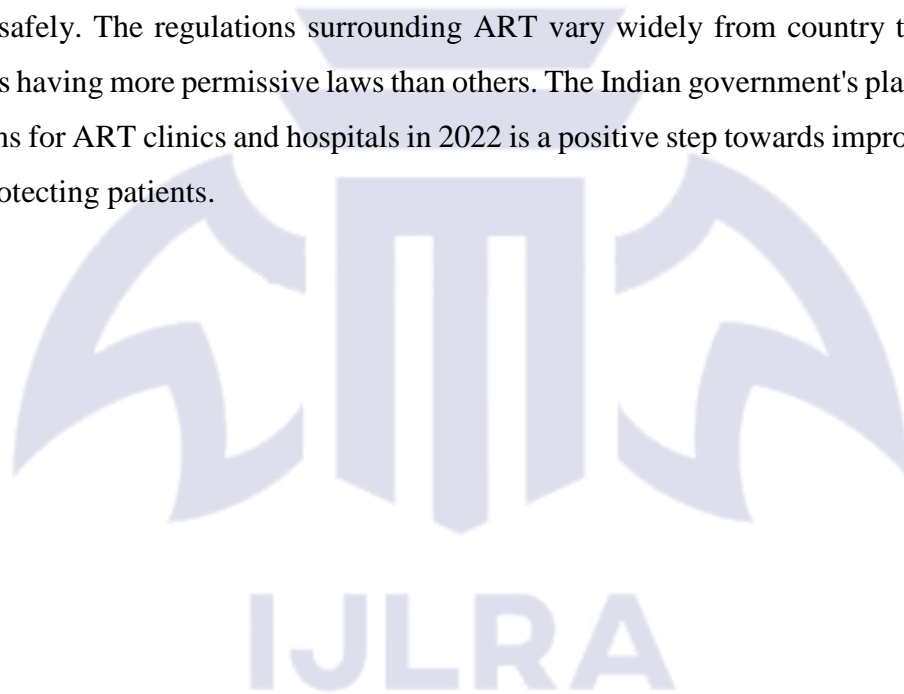 safely. The regulations surrounding ART vary widely from country t
s having more permissive laws than others. The Indian government's pla
ns for ART clinics and hospitals in 2022 is a positive step towards impro
otecting patients.
IJLRA